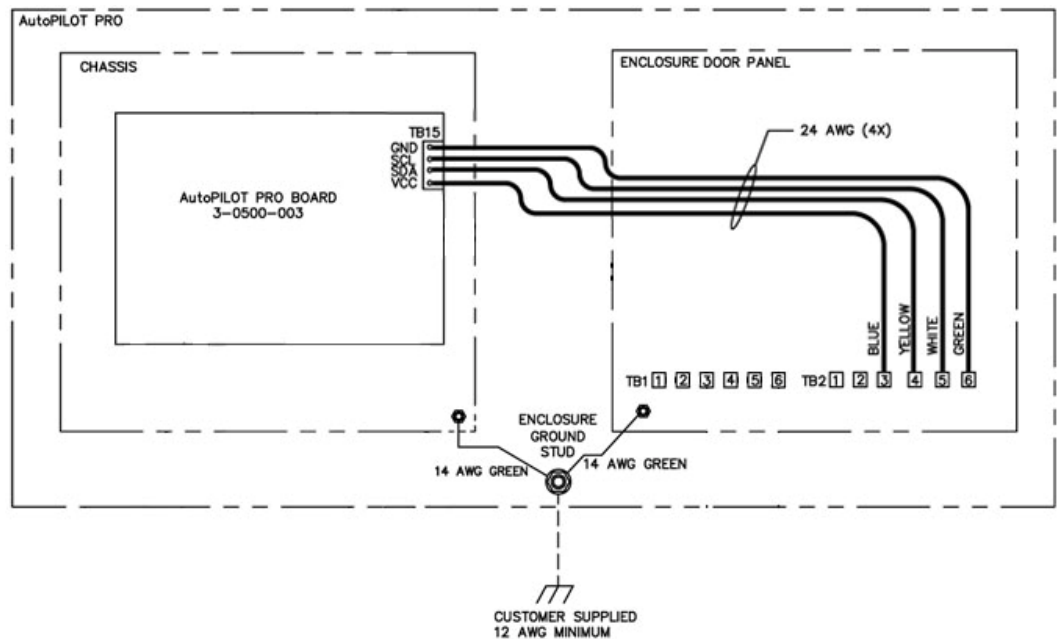 AutoPILOT PRO
CHASSIS
ENCLOSURE DOOR PANEL
TB15
GND
SCL
SDA
VCC
24 AWG (4X)
AutoPILOT PRO BOARD
3-0500-003
BLUE
YELLOW
WHITE
GREEN
TB1 1 2 3 4 5 6
TB2 1 2 3 4 5 6
ENCLOSURE
GROUND
STUD
14 AWG GREEN
14 AWG GREEN
CUSTOMER SUPPLIED
12 AWG MINIMUM